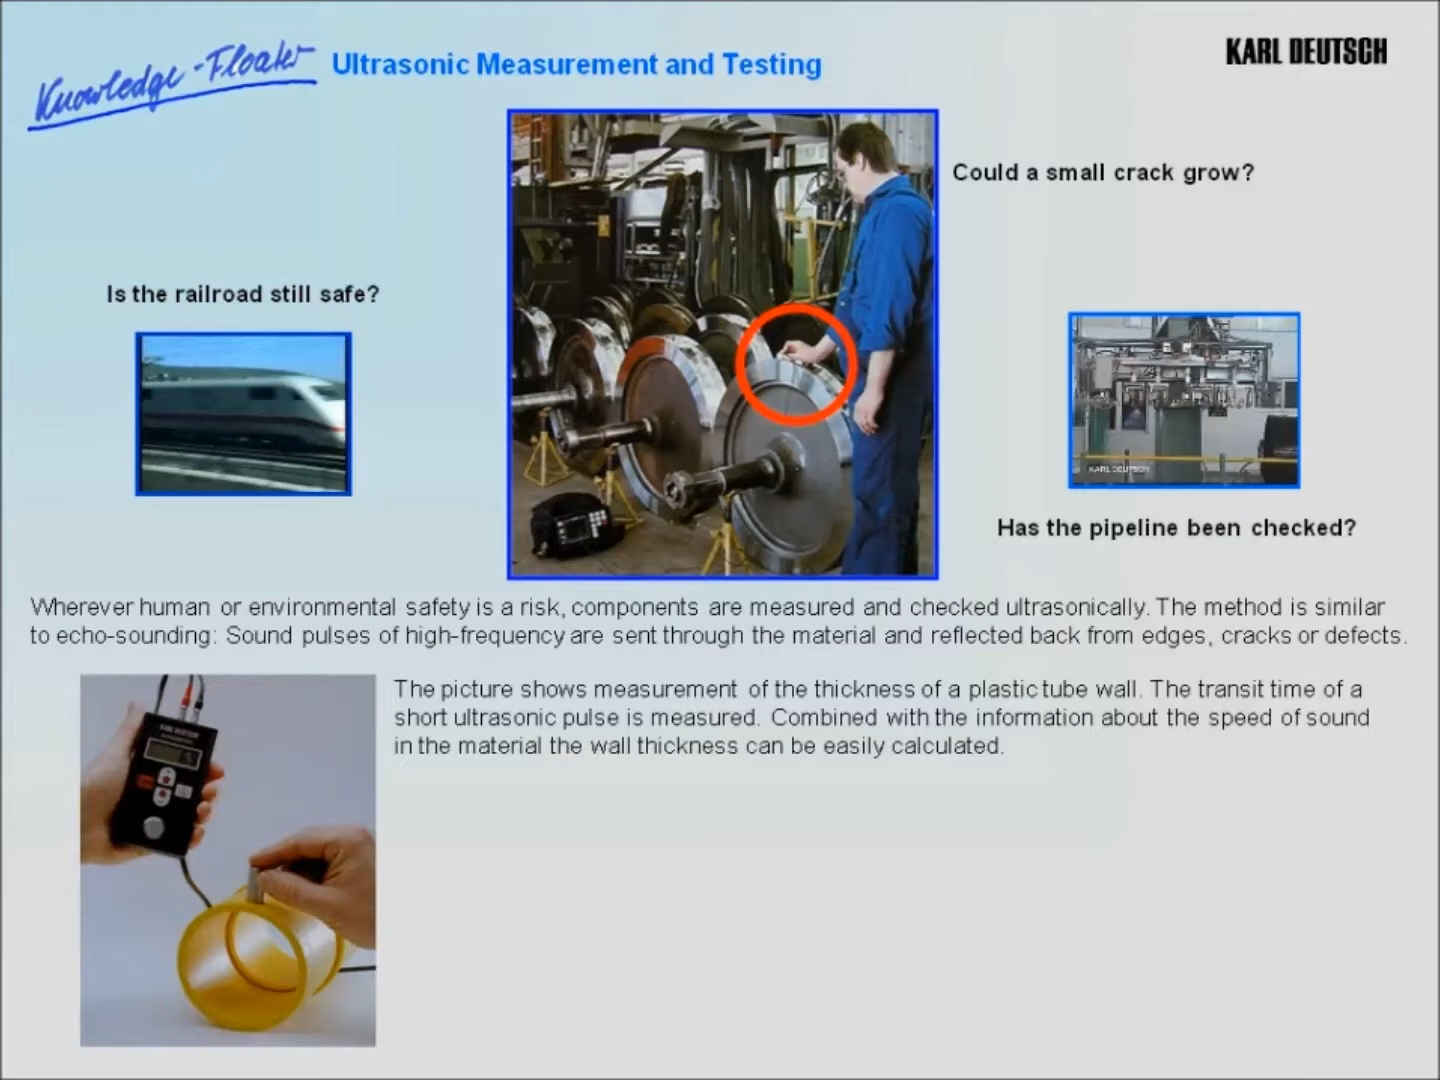 Knowledge-Floater
Ultrasonic Measurement and Testing
KARL DEUTSCH
Could a small crack grow?
Is the railroad still safe?
KARL DEUTSCH
Has the pipeline been checked?
Wherever human or environmental safety is a risk, components are measured and checked ultrasonically. The method is similar
to echo-sounding: Sound pulses of high-frequency are sent through the material and reflected back from edges, cracks or defects.
The picture shows measurement of the thickness of a plastic tube wall. The transit time of a
short ultrasonic pulse is measured. Combined with the information about the speed of sound
in the material the wall thickness can be easily calculated.
KARL DEUTSCH